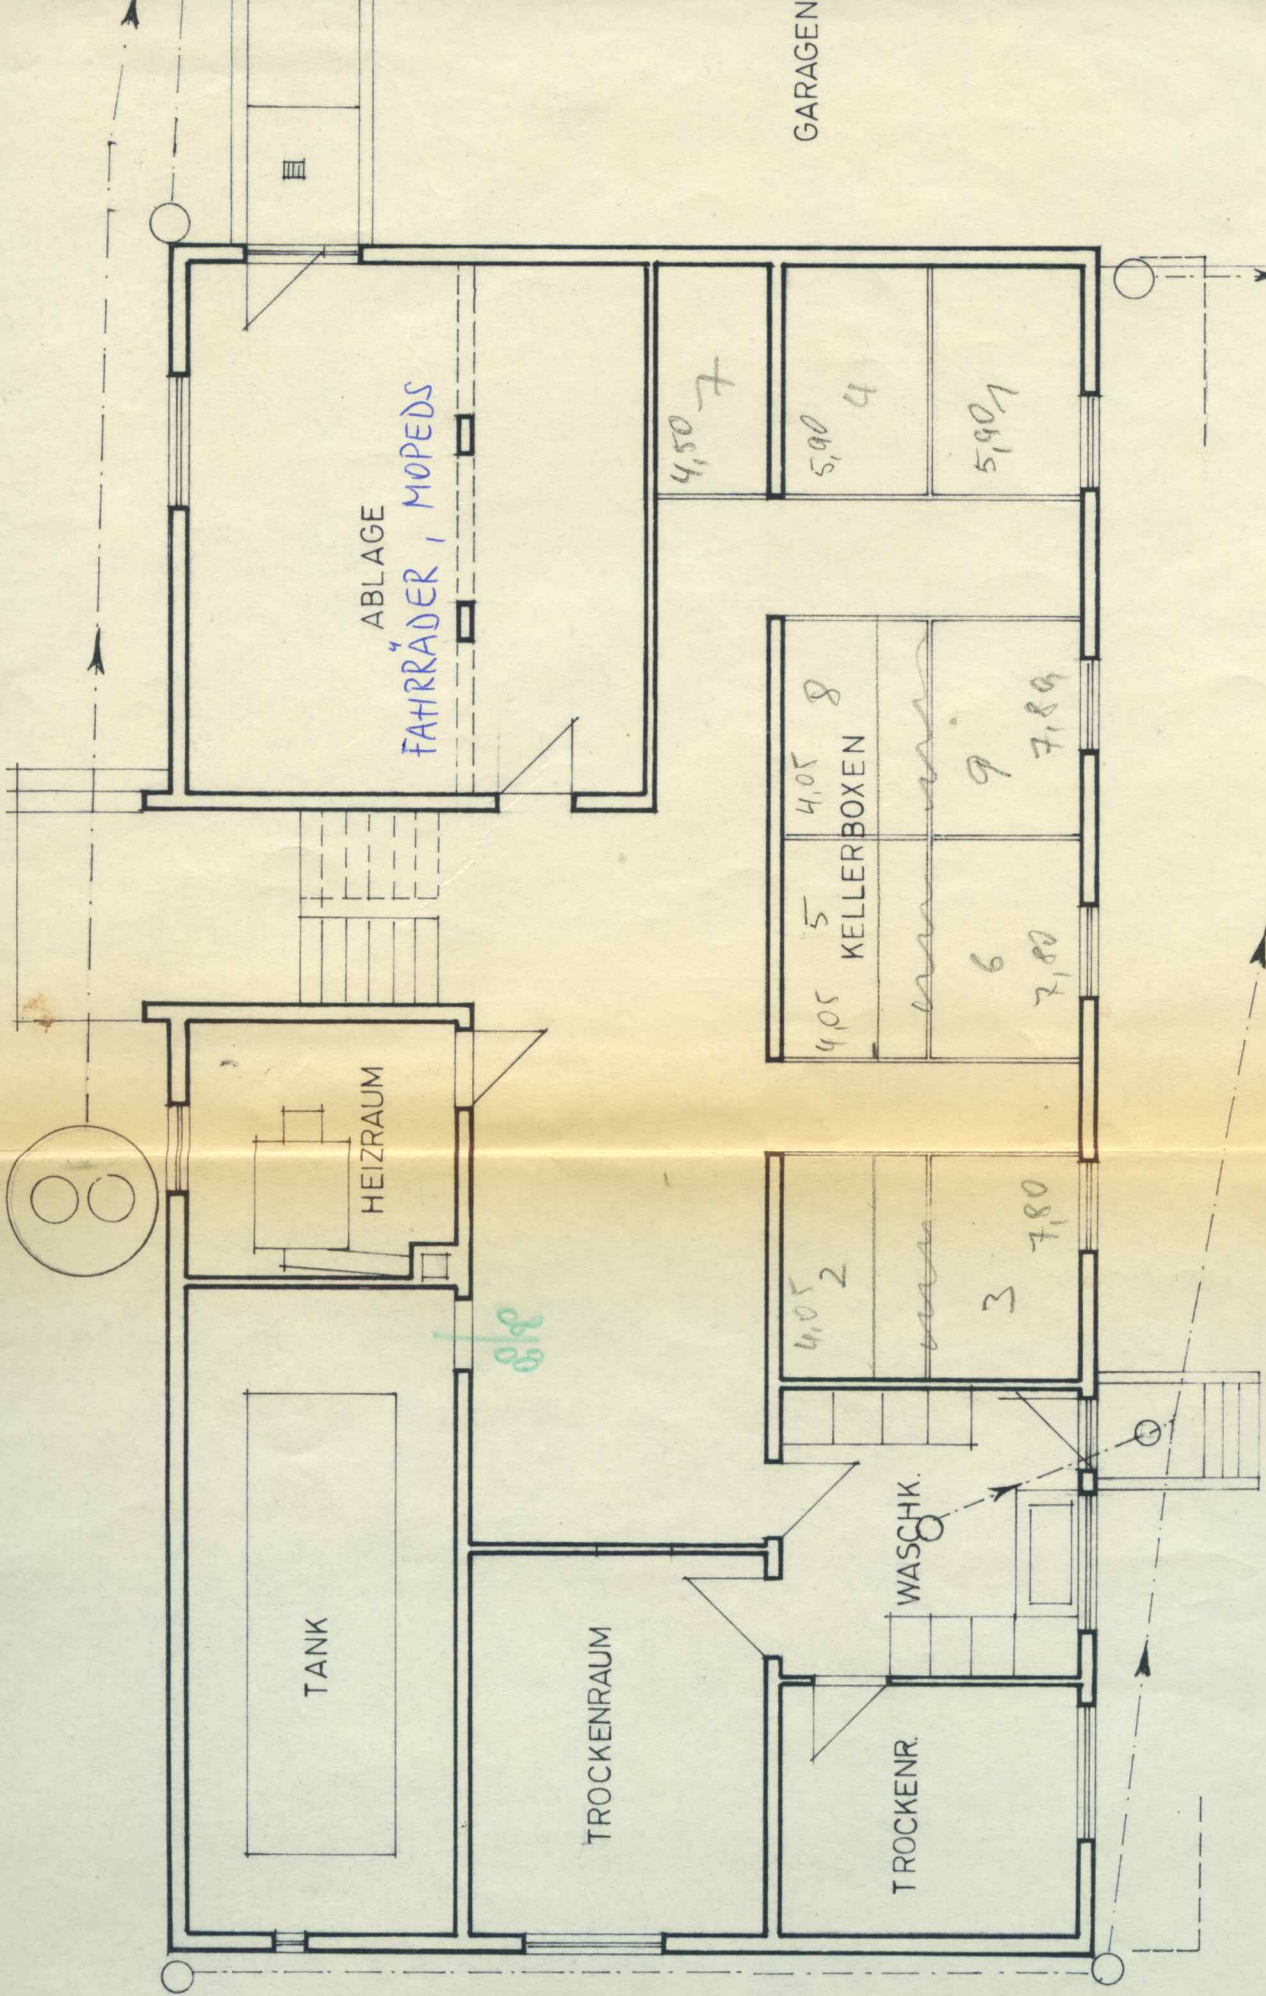 GARAGEN
ABLAGE
FAHRRÄDER, MOPEDS
4,50 7
5,90 4
5,90 1
4,05 8
4,05 5
KELLERBOXEN
9
7,80
6
7,80
HEIZRAUM
4,05 2
3
7,80
TANK
TROCKENRAUM
WASCHK.
TROCKENR.